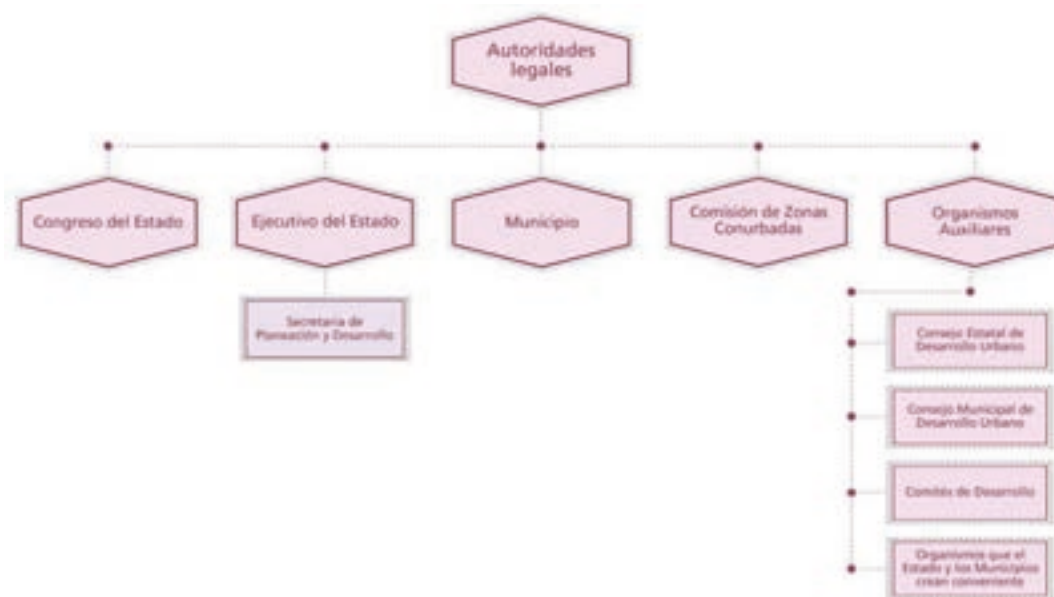 Autoridades
legales
Congreso del Estado
Ejecutivo del Estado
Municipio
Comisión de Zonas
Conurbadas
Organismos
Auxiliares
Secretaria de
Planeación y Desarrollo
Consejo Estatal de
Desarrollo Urbano
Consejo Municipal de
Desarrollo Urbano
Comités de Desarrollo
Organismos que el
Estado y los Municipios
crean conveniente